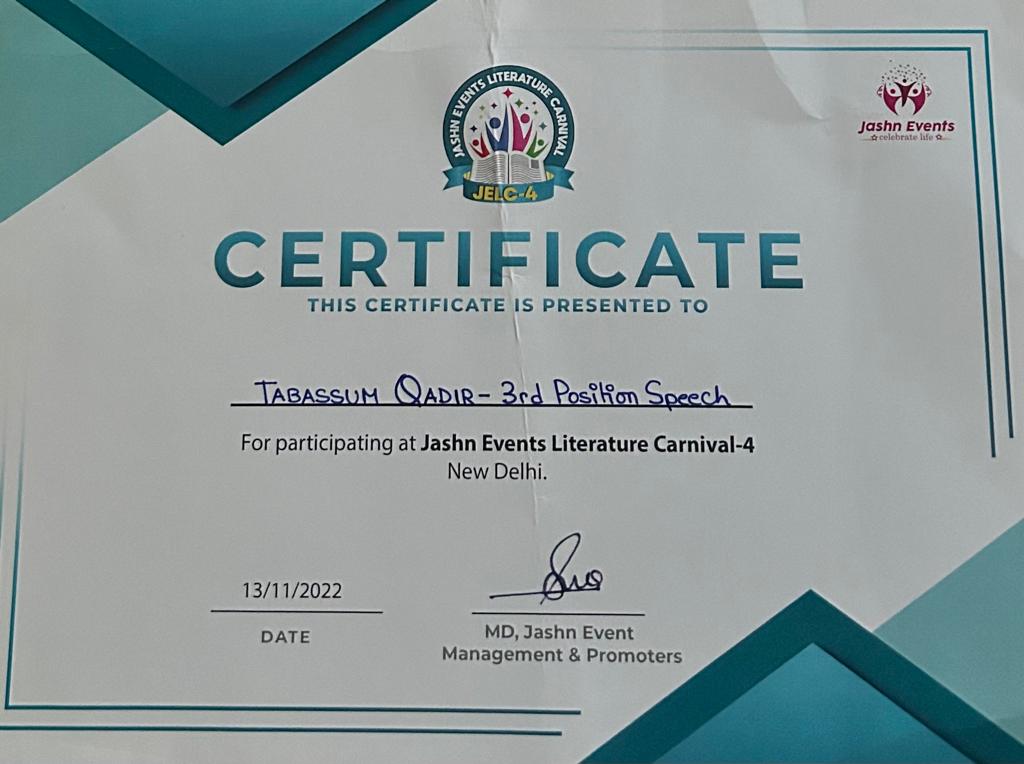 JASHN EVENTS LITERATURE CARNIVAL
JELC-4
Jashn Events
celebrate life
CERTIFICATE
THIS CERTIFICATE IS PRESENTED TO
TABASSUM QADIR - 3rd Position Speech
For participating at Jashn Events Literature Carnival-4
New Delhi.
13/11/2022
DATE
MD, Jashn Event
Management & Promoters